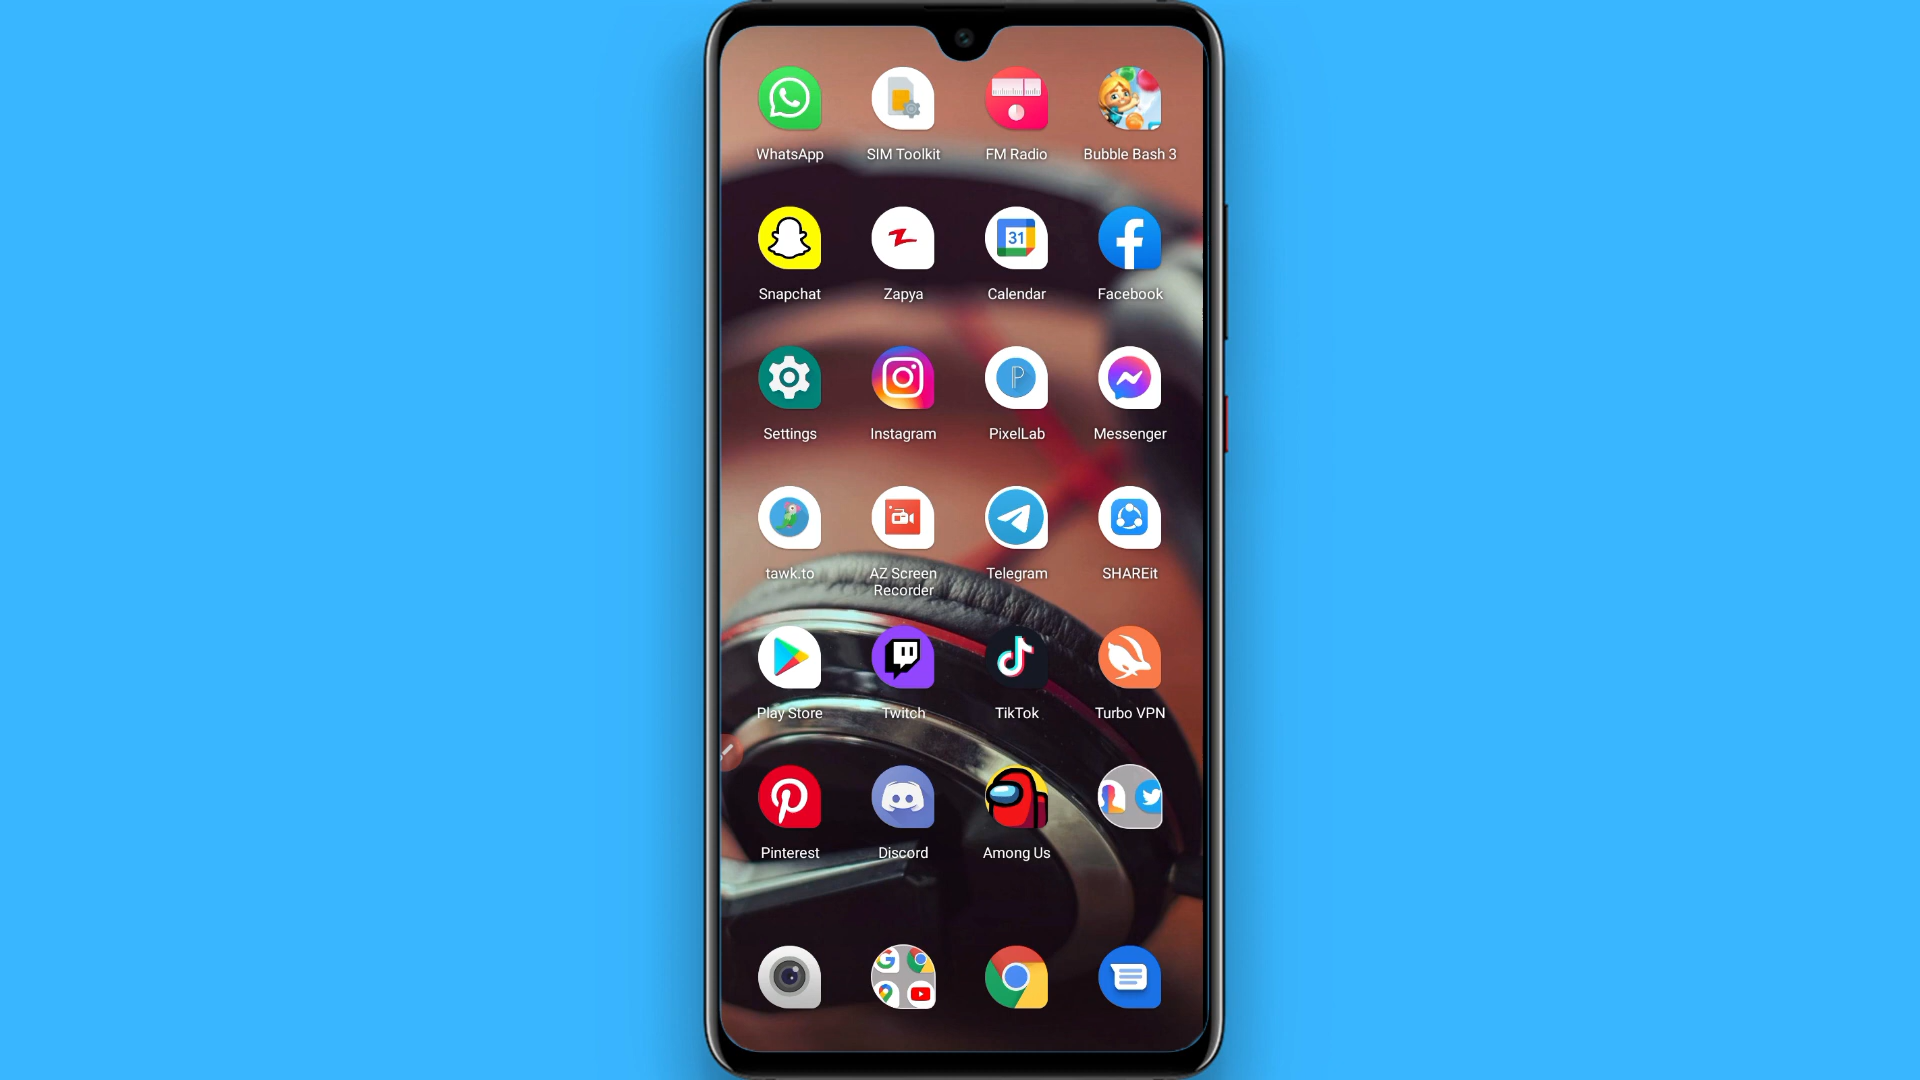 WhatsApp
SIM Toolkit
FM Radio
Bubble Bash 3
31
Snapchat
Zapya
Calendar
Facebook
Settings
Instagram
PixelLab
Messenger
tawk.to
AZ Screen
Recorder
Telegram
SHAREit
Play Store
Twitch
TikTok
Turbo VPN
Pinterest
Discord
Among Us